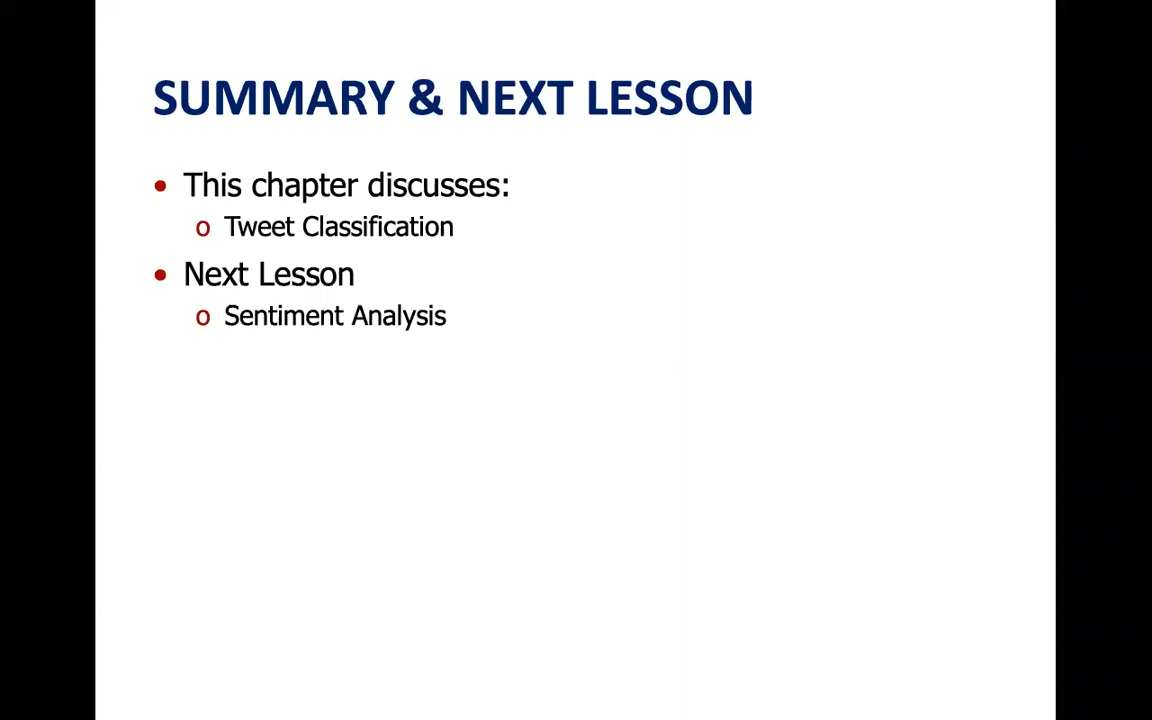 SUMMARY & NEXT LESSON
• This chapter discusses:
o Tweet Classification
• Next Lesson
o Sentiment Analysis